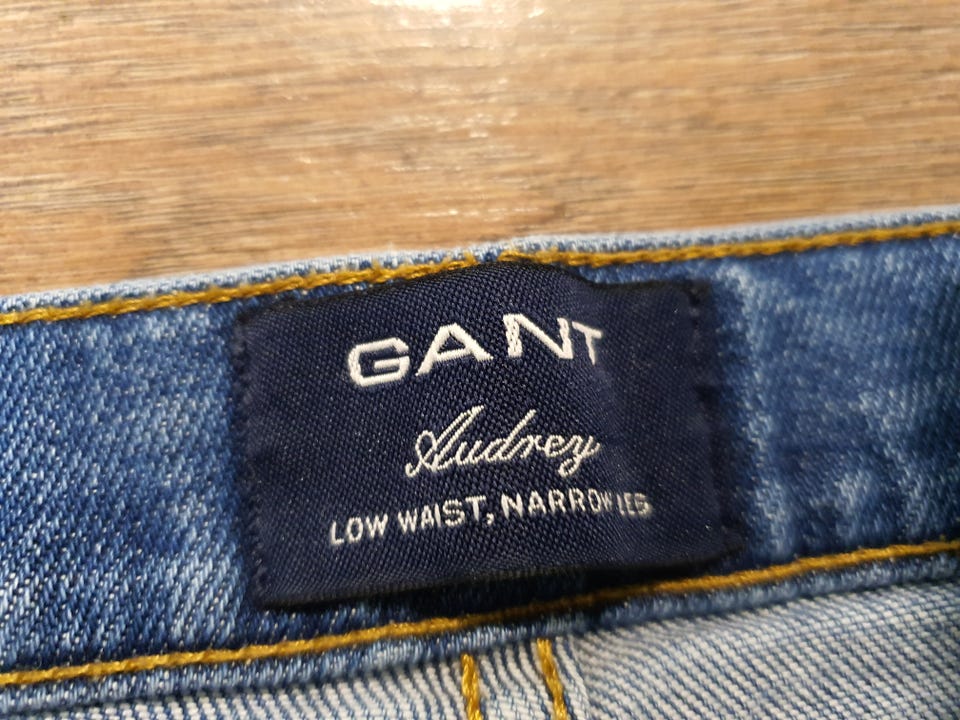 GANT
Audrey
LOW WAIST, NARROW LEG